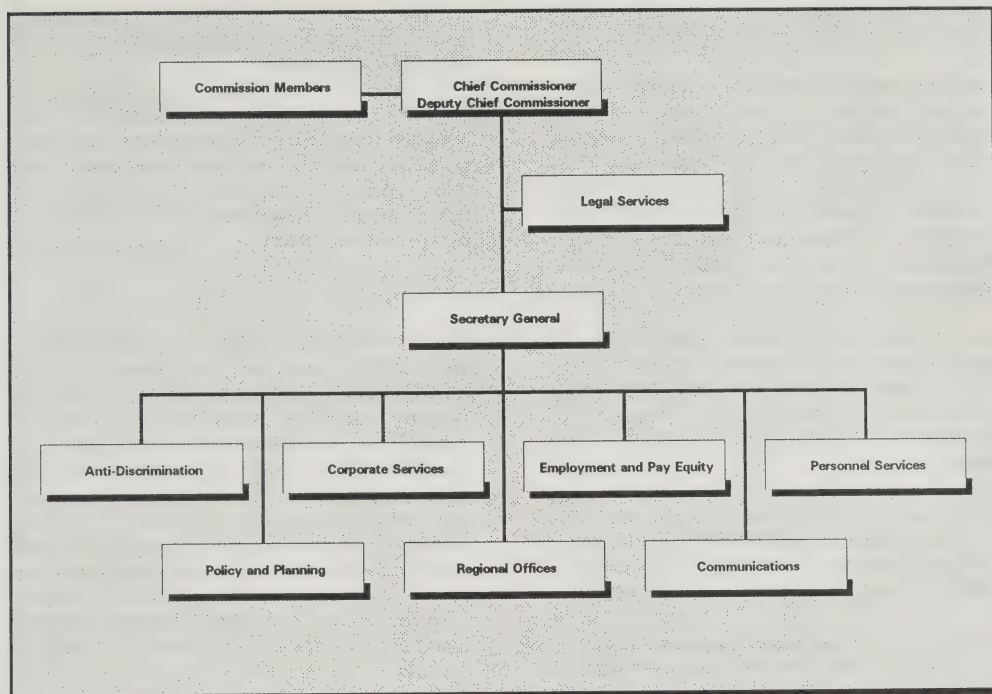 Commission Members
Chief Commissioner
Deputy Chief Commissioner
Legal Services
Secretary General
Anti-Discrimination
Corporate Services
Employment and Pay Equity
Personnel Services
Policy and Planning
Regional Offices
Communications